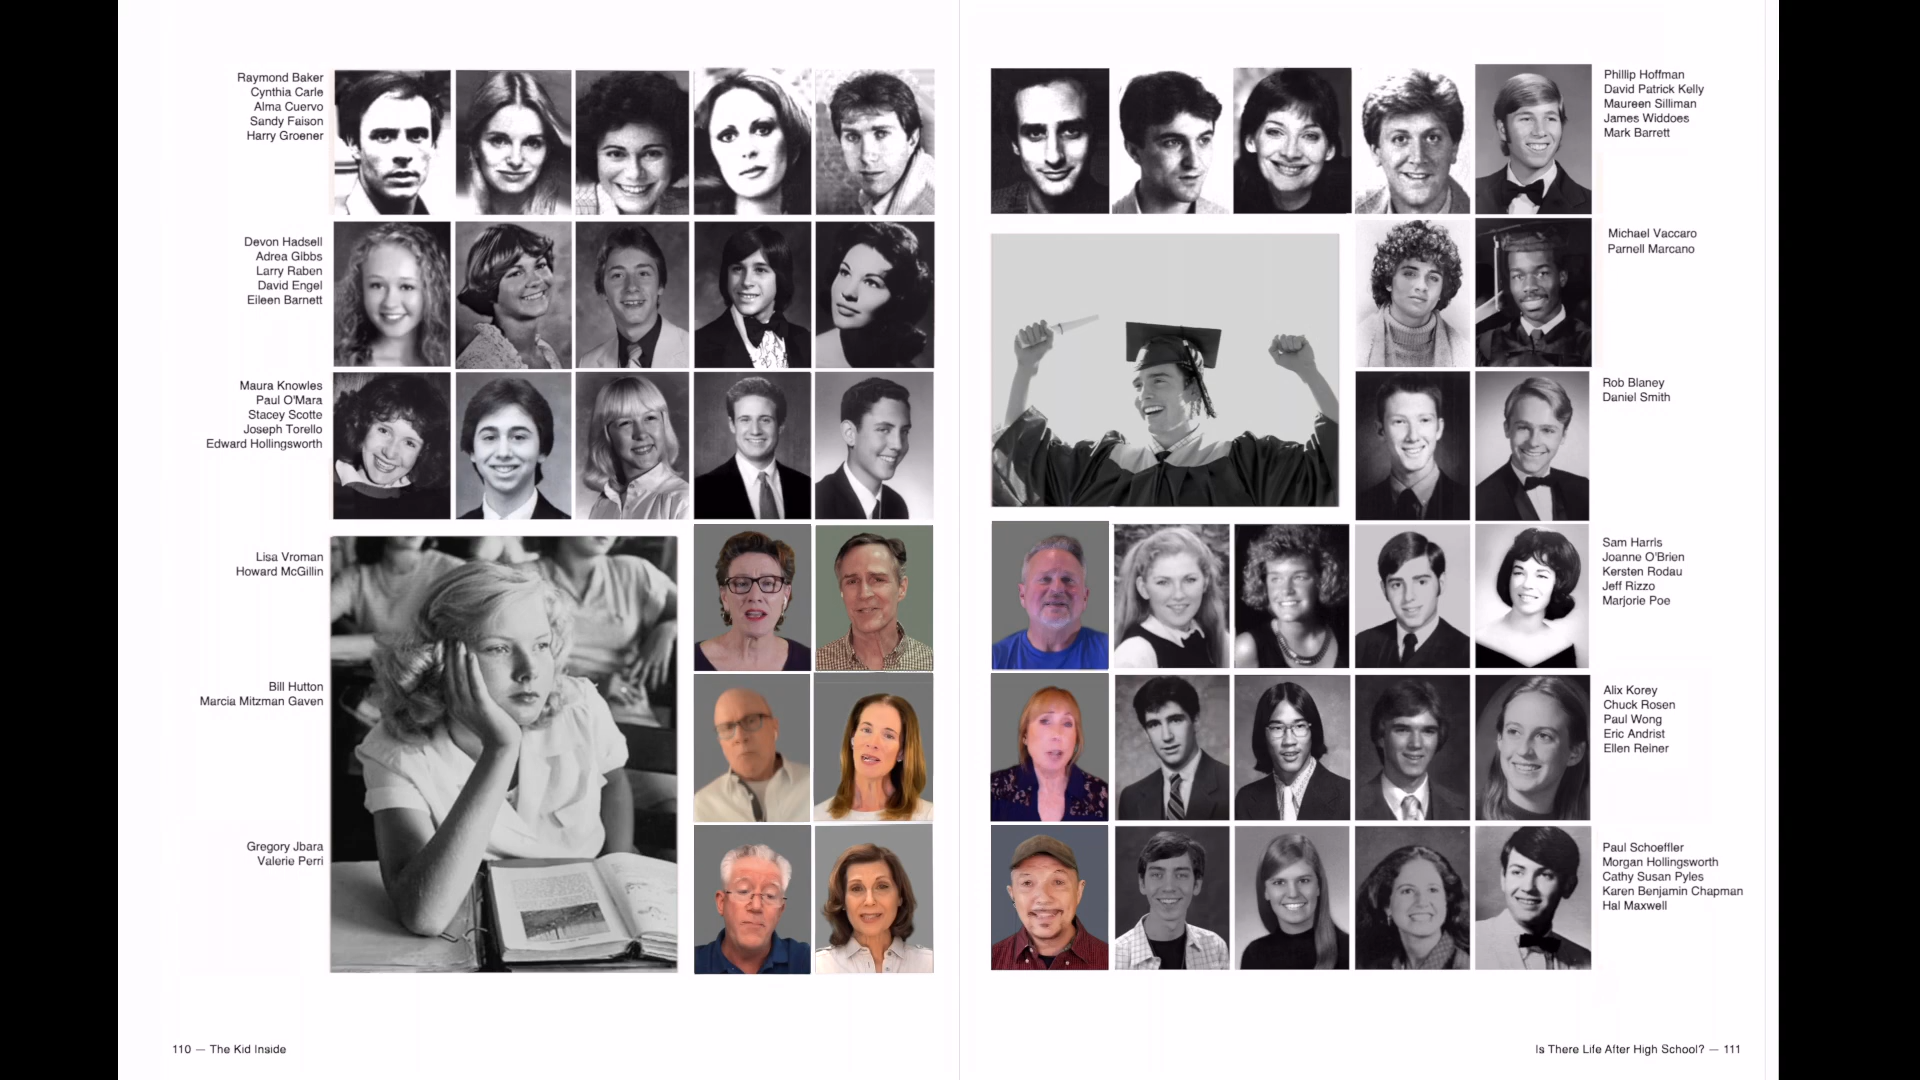 Raymond Baker
Cynthia Carle
Alma Cuervo
Sandy Faison
Harry Groener
Devon Hadsell
Adrea GIbbs
Larry Raben
David Engel
Eileen Barnett
Maura Knowles
Paul O'Mara
Stacey Scotte
Joseph Torello
Edward Hollingsworth
Lisa Vroman
Howard McGillin
Bill Hutton
Marcia Mitzman Gaven
Gregory Jbara
Valerie Perri
110 — The Kid Inside
Phillip Hoffman
David Patrick Kelly
Maureen Silliman
James Widdoes
Mark Barrett
Michael Vaccaro
Parnell Marcano
Rob Blaney
Daniel Smith
Sam Harris
Joanne O'Brien
Kersten Rodau
Jeff Rizzo
Marjorie Poe
Alix Korey
Chuck Rosen
Paul Wong
Eric Andrist
Ellen Reiner
Paul Schoeffler
Morgan Hollingsworth
Cathy Susan Pyles
Karen Benjamin Chapman
Hal Maxwell
Is There Life After High School? — 111